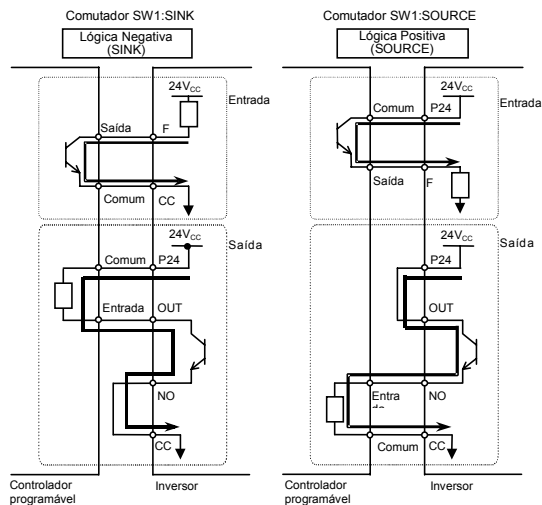 Comutador SW1:SINK
Lógica Negativa
(SINK)
24Vcc
Entrada
Saída
F
Comum
CC
24Vcc
Saída
Comum
P24
Entrada
OUT
NO
CC
Controlador
programável
Inversor
Comutador SW1:SOURCE
Lógica Positiva
(SOURCE)
24Vcc
Comum
P24
Entrada
Saída
F
24Vcc
Saída
P24
OUT
Entra
NO
Comum
CC
Controlador
programável
Inversor